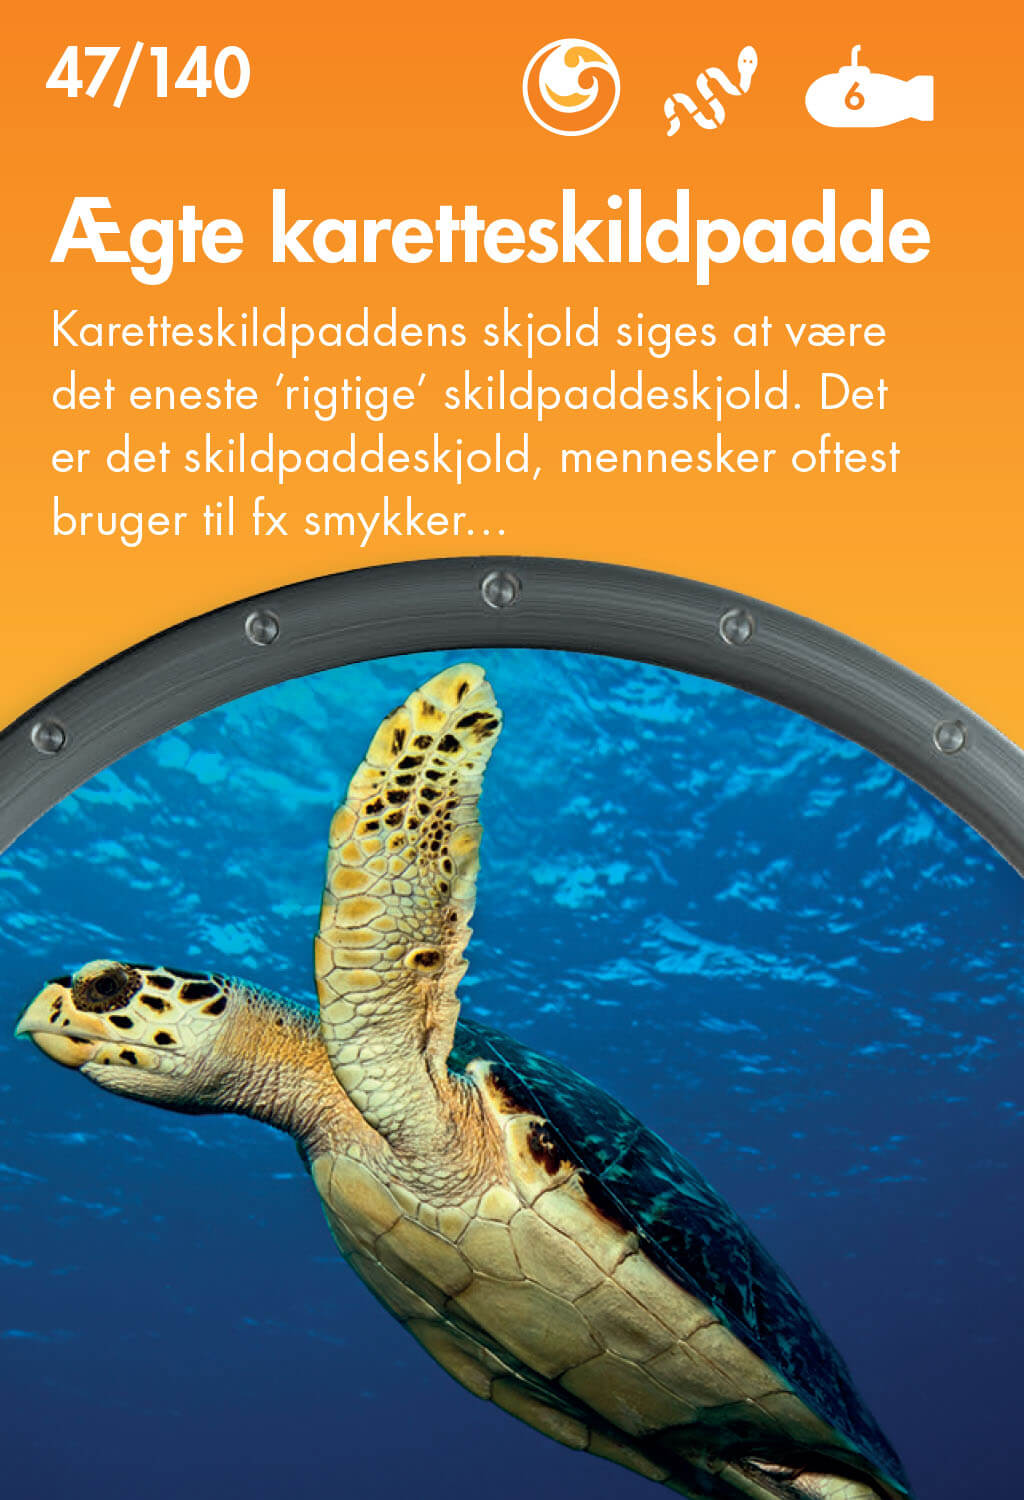 47/140
6
Ægte karetteskildpadde
Karetteskildpaddens skjold siges at være
det eneste ’rigtige’ skildpaddeskjold. Det
er det skildpaddeskjold, mennesker oftest
bruger til fx smykker...